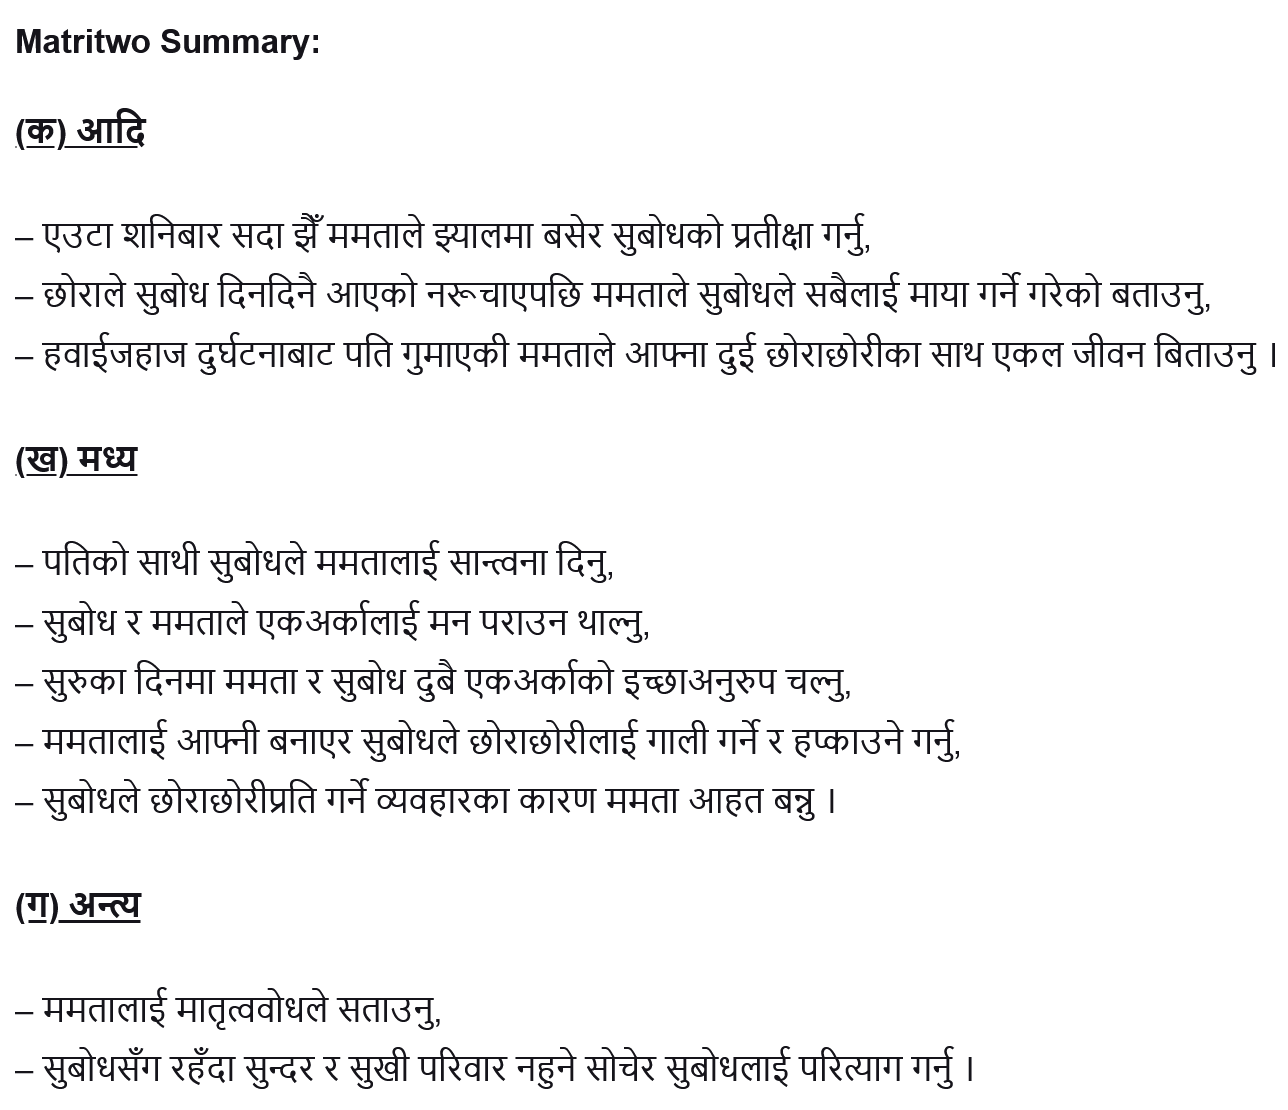 Matritwo Summary:
(क) आदि
– एउटा शनिबार सदा झैँ ममताले झ्यालमा बसेर सुबोधको प्रतीक्षा गर्नु,
– छोराले सुबोध दिनदिनै आएको नरूचाएपछि ममताले सुबोधले सबैलाई माया गर्ने गरेको बताउनु,
– हवाईजहाज दुर्घटनाबाट पति गुमाएकी ममताले आफ्ना दुई छोराछोरीका साथ एकल जीवन बिताउनु ।
(ख) मध्य
– पतिको साथी सुबोधले ममतालाई सान्त्वना दिनु,
– सुबोध र ममताले एकअर्कालाई मन पराउन थाल्नु,
– सुरुका दिनमा ममता र सुबोध दुबै एकअर्काको इच्छाअनुरुप चल्नु,
– ममतालाई आफ्नी बनाएर सुबोधले छोराछोरीलाई गाली गर्ने र हप्काउने गर्नु,
– सुबोधले छोराछोरीप्रति गर्ने व्यवहारका कारण ममता आहत बन्नु ।
(ग) अन्त्य
– ममतालाई मातृत्ववोधले सताउनु,
– सुबोधसँग रहँदा सुन्दर र सुखी परिवार नहुने सोचेर सुबोधलाई परित्याग गर्नु ।